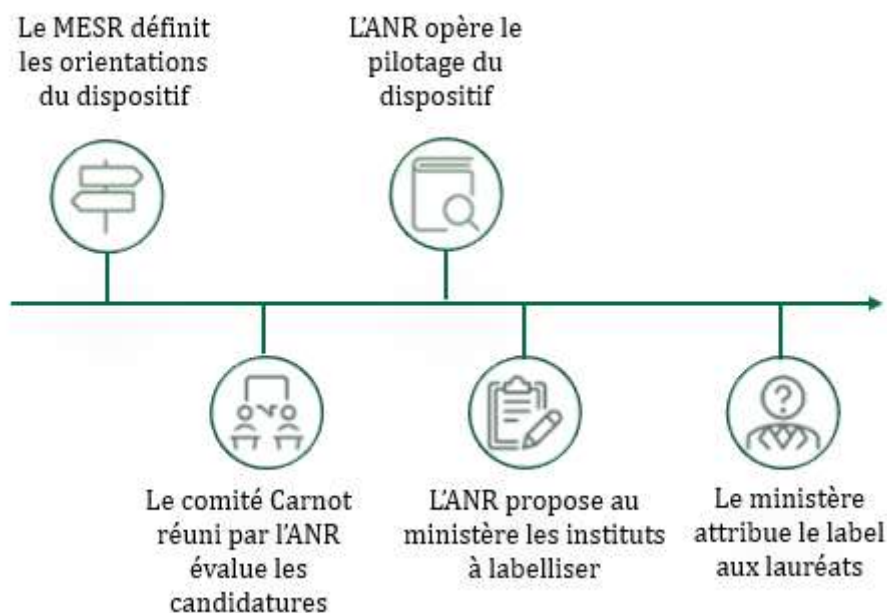 Le MESR définit
les orientations
du dispositif
L'ANR opère le
pilotage du
dispositif
?
Le comité Carnot
réuni par l'ANR
évalue les
candidatures
L'ANR propose au
ministère les instituts
à labelliser
Le ministère
attribue le label
aux lauréats